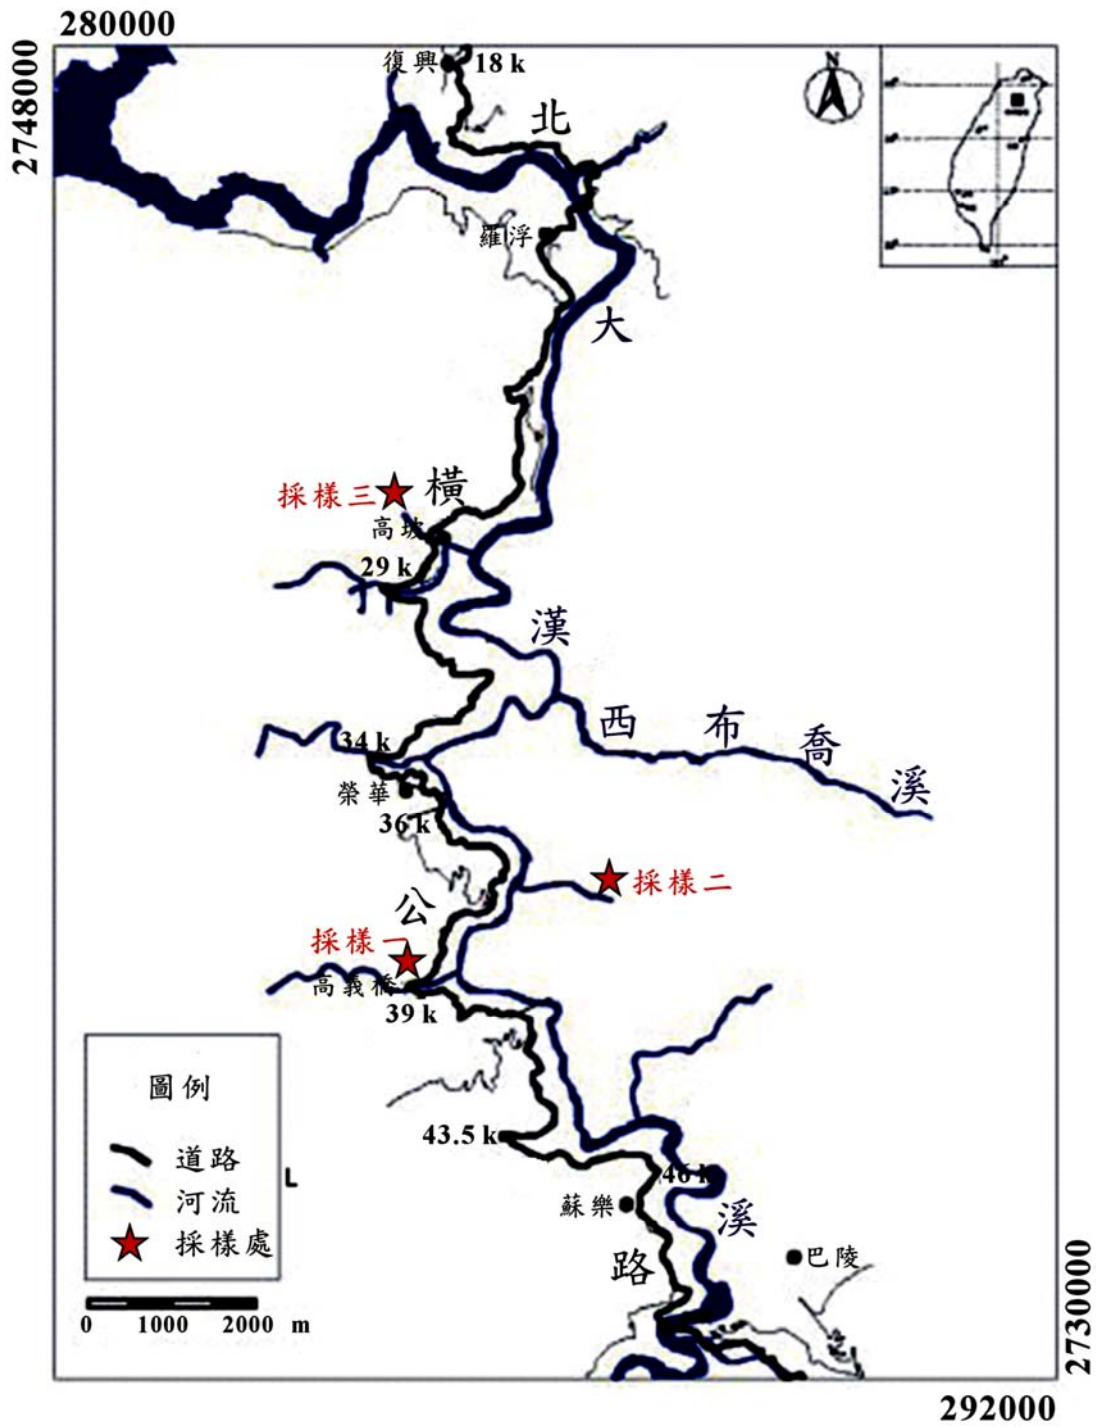 280000
2748000
復興
18 k
北
羅浮
大
採樣三
橫
高坡
29 k
漢
西布喬溪
34 k
榮華
36 k
採樣二
公
採樣一
高義橋
39 k
圖例
道路
河流
採樣處
L
0 1000 2000 m
43.5 k
46 k
蘇樂
溪
路
巴陵
2730000
292000
N